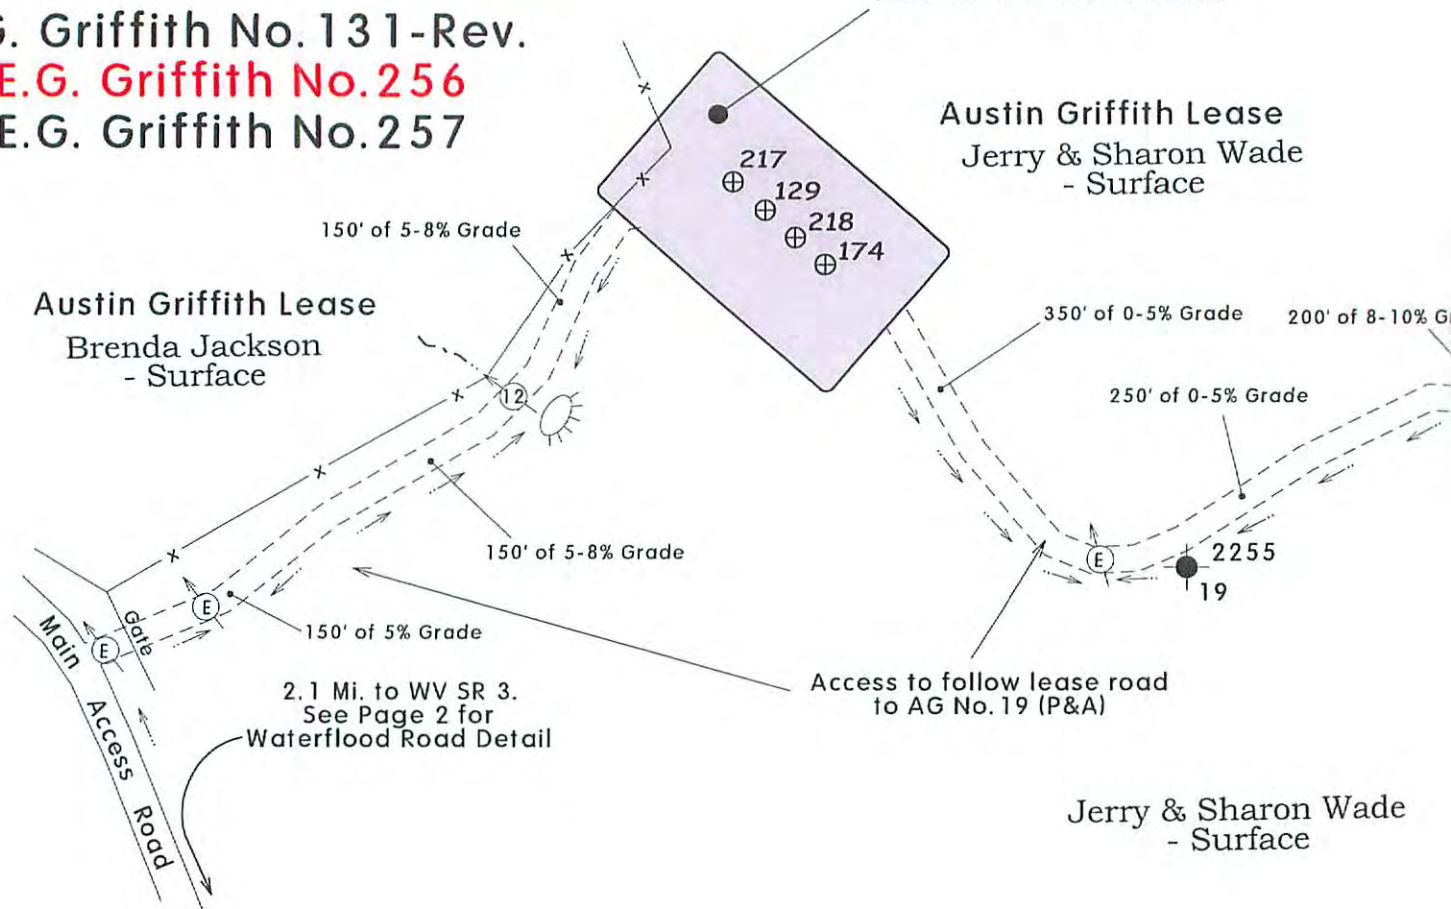 G. Griffith No.131-Rev.
E.G. Griffith No.256
E.G. Griffith No.257
Austin Griffith Lease
Jerry & Sharon Wade
- Surface
217
129
218
174
150' of 5-8% Grade
Austin Griffith Lease
Brenda Jackson
- Surface
350' of 0-5% Grade
200' of 8-10% G
250' of 0-5% Grade
12
150' of 5-8% Grade
E
2255
19
E
150' of 5% Grade
Gate
E
Main Access Road
2.1 Mi. to WV SR 3.
See Page 2 for
Waterflood Road Detail
Access to follow lease road
to AG No.19 (P&A)
Jerry & Sharon Wade
- Surface